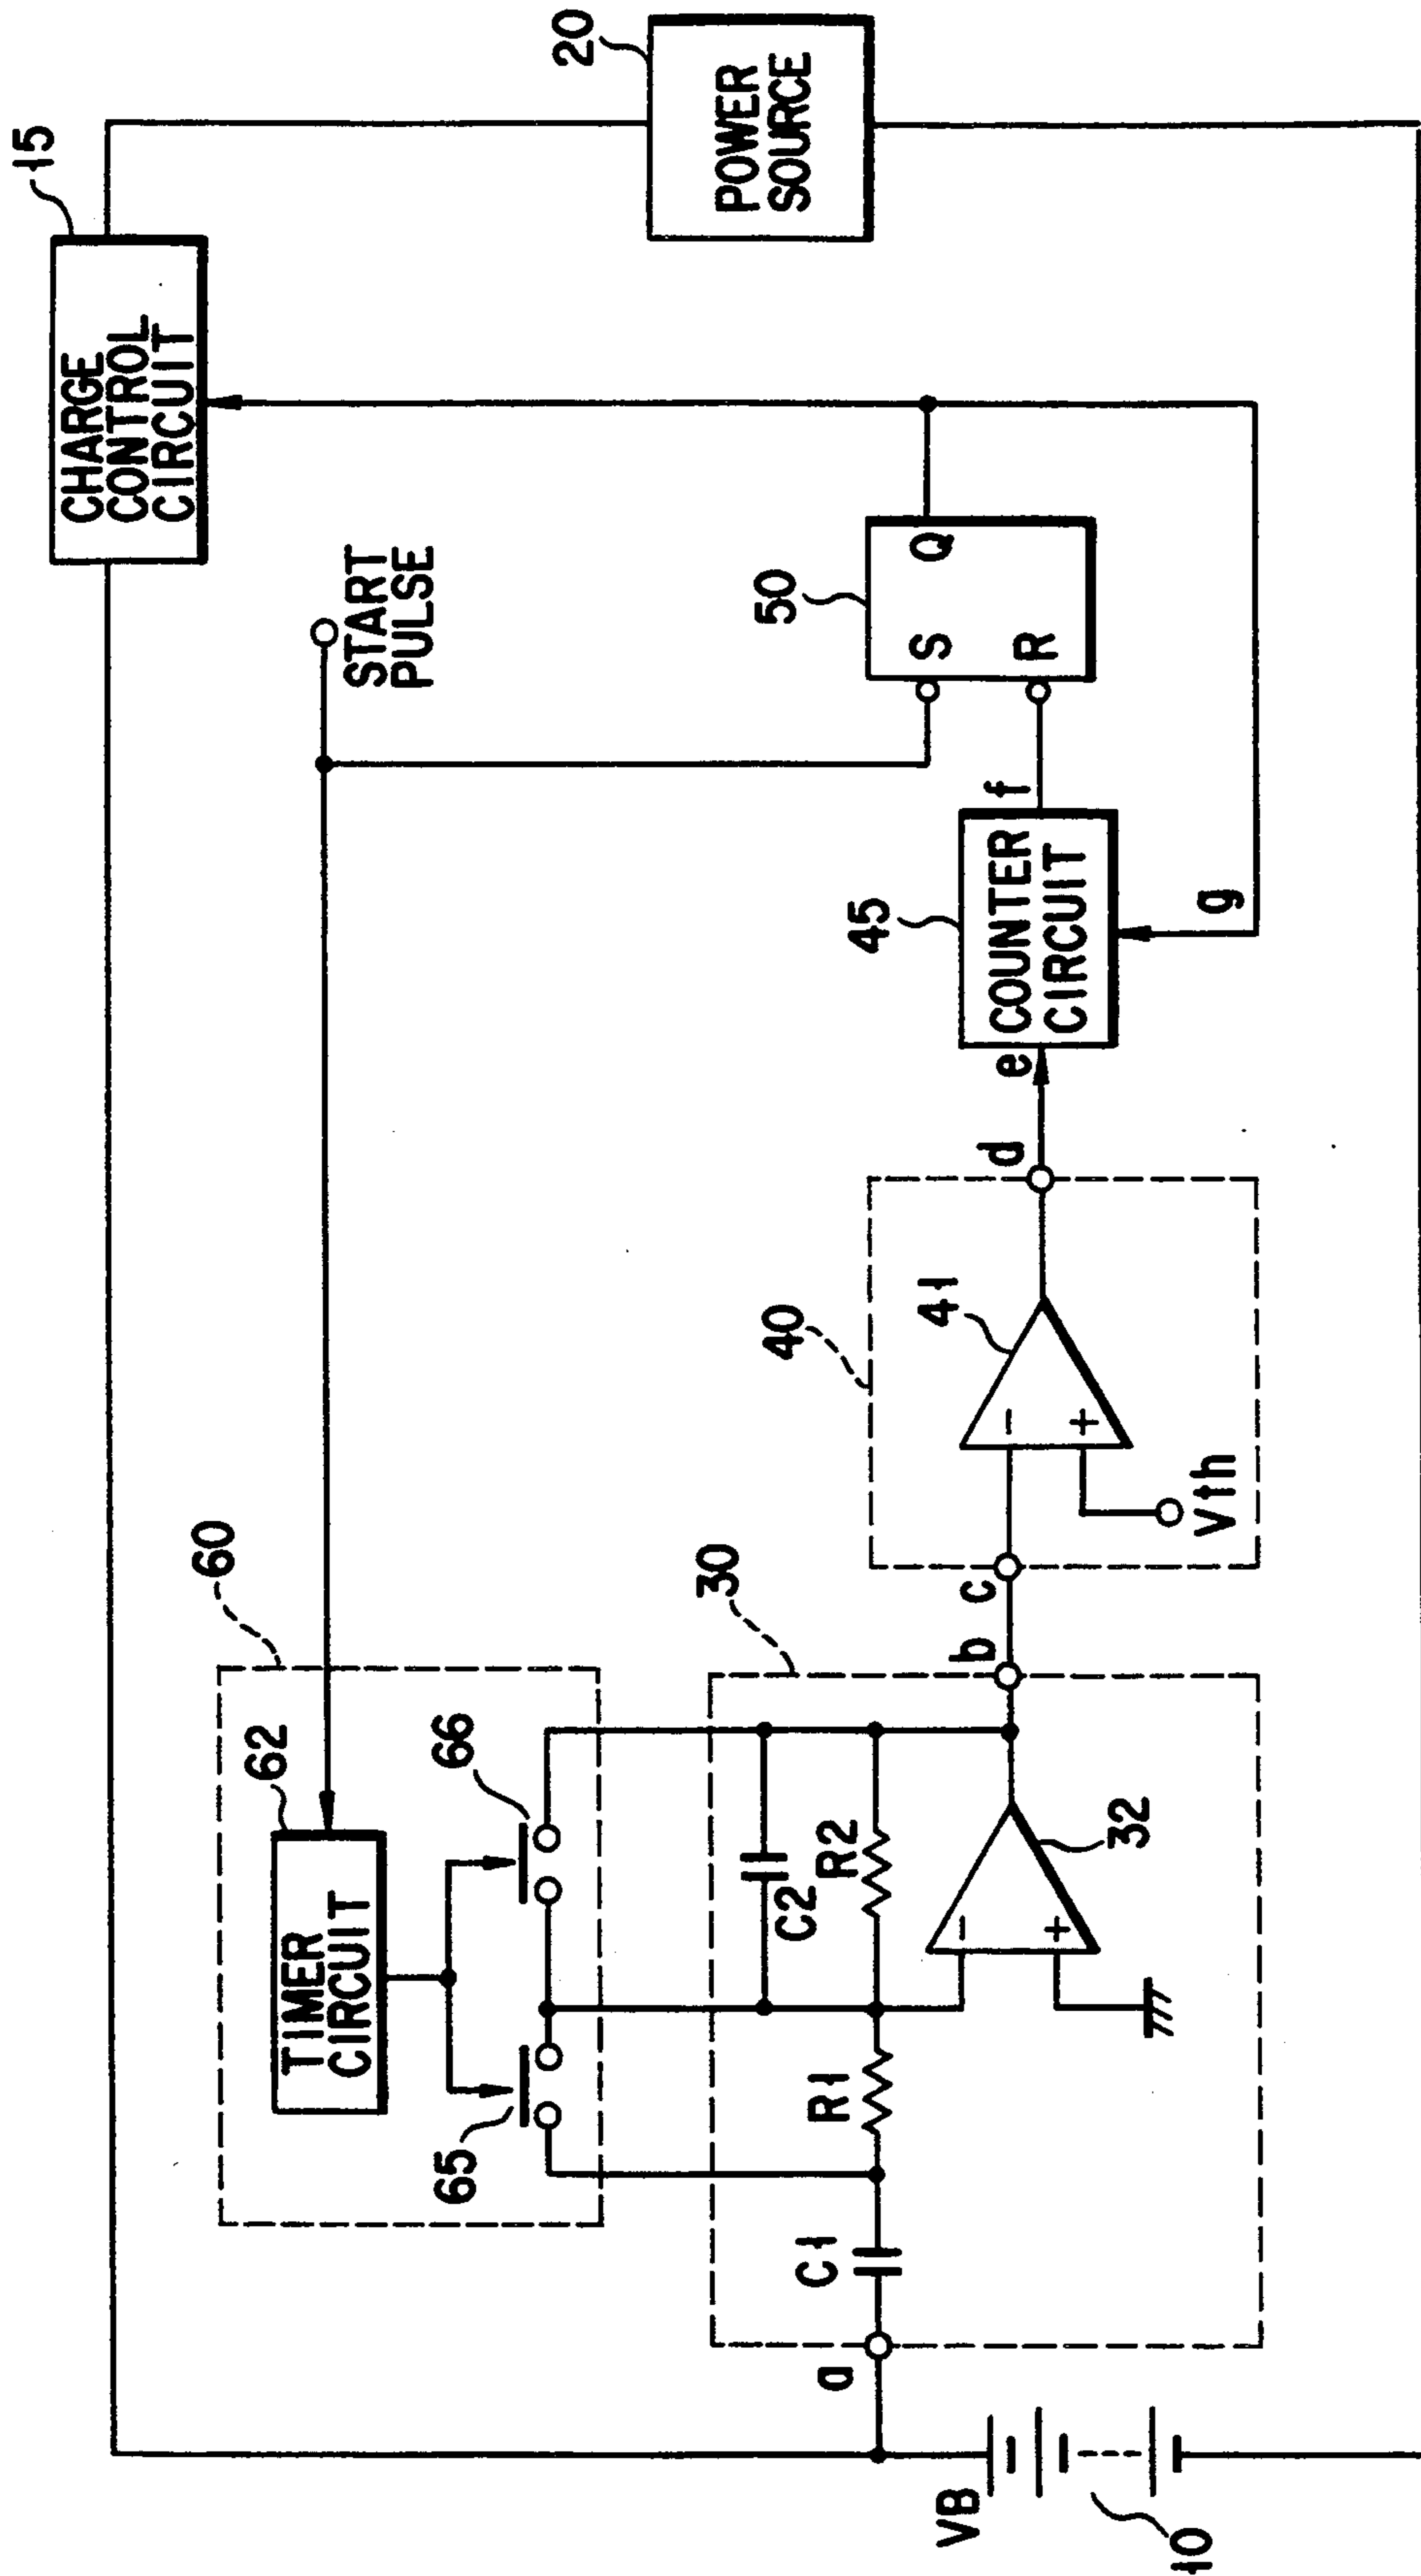 15
CHARGE
CONTROL
CIRCUIT
20
POWER
SOURCE
START
PULSE
60
62
TIMER
CIRCUIT
65
66
50
S
Q
R
f
45
COUNTER
CIRCUIT
e
g
40
41
−
+
Vth
d
c
30
b
C2
R2
R1
C1
32
−
+
a
VB
10